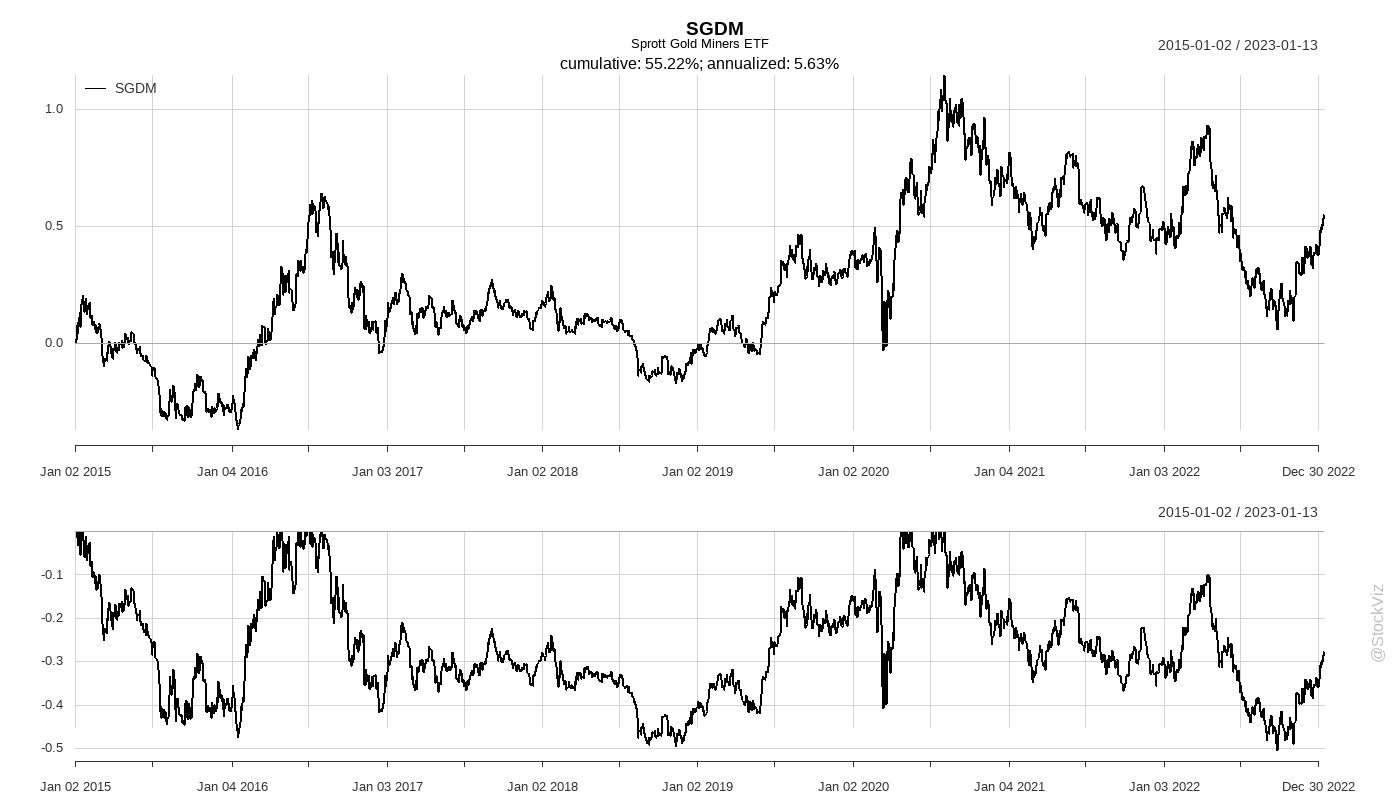 SGDM
Sprott Gold Miners ETF
2015-01-02 / 2023-01-13
cumulative: 55.22%; annualized: 5.63%
SGDM
1.0
0.5
0.0
Jan 02 2015 Jan 04 2016 Jan 03 2017 Jan 02 2018 Jan 02 2019 Jan 02 2020 Jan 04 2021 Jan 03 2022 Dec 30 2022
2015-01-02 / 2023-01-13
-0.1
-0.2
-0.3
-0.4
-0.5
@StockViz
Jan 02 2015 Jan 04 2016 Jan 03 2017 Jan 02 2018 Jan 02 2019 Jan 02 2020 Jan 04 2021 Jan 03 2022 Dec 30 2022